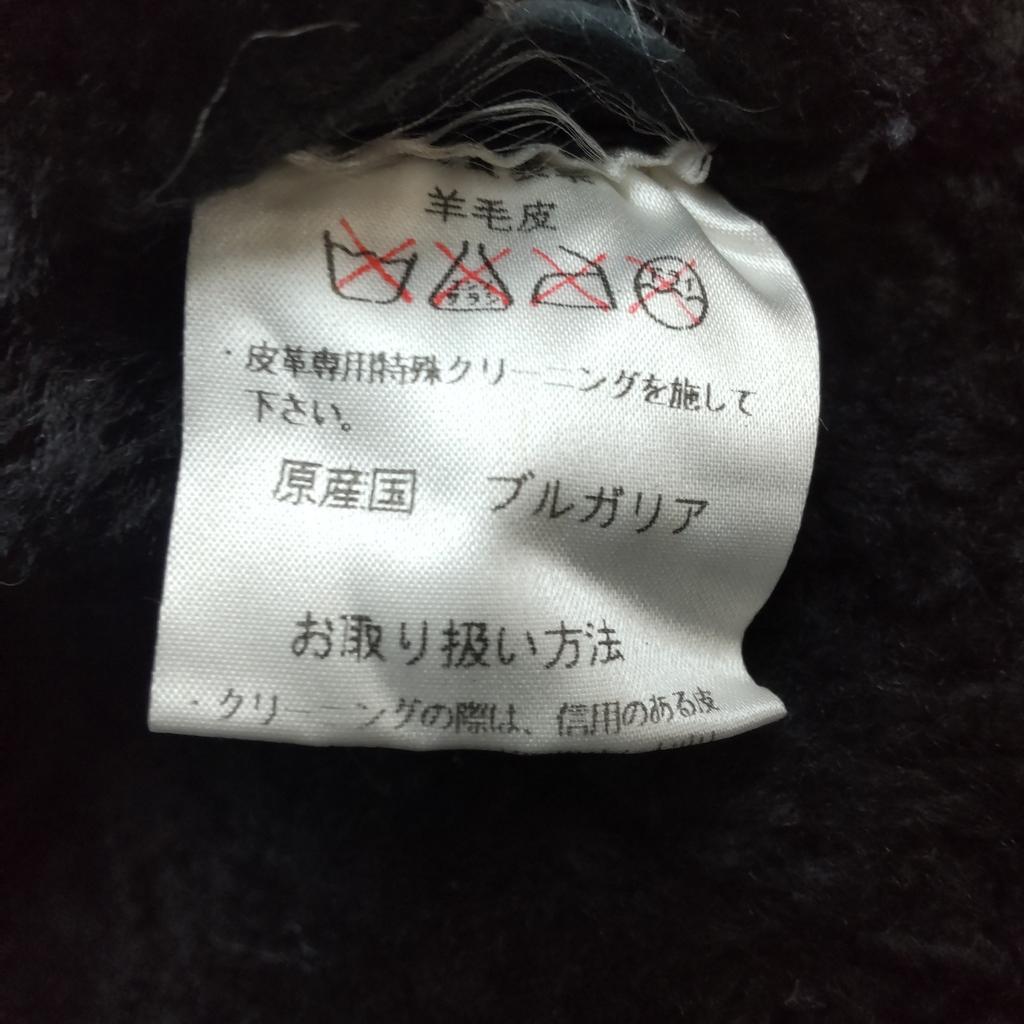 羊毛皮
・皮革専用特殊クリーニングを施して
下さい。
原産国 ブルガリア
お取り扱い方法
・クリーニングの際は、信用のある皮